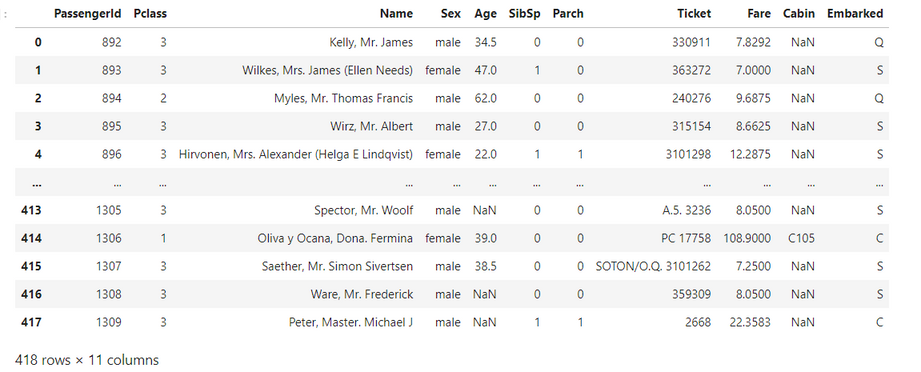 :
PassengerId Pclass Name Sex Age SibSp Parch Ticket Fare Cabin Embarked
0 892 3 Kelly, Mr. James male 34.5 0 0 330911 7.8292 NaN Q
1 893 3 Wilkes, Mrs. James (Ellen Needs) female 47.0 1 0 363272 7.0000 NaN S
2 894 2 Myles, Mr. Thomas Francis male 62.0 0 0 240276 9.6875 NaN Q
3 895 3 Wirz, Mr. Albert male 27.0 0 0 315154 8.6625 NaN S
4 896 3 Hirvonen, Mrs. Alexander (Helga E Lindqvist) female 22.0 1 1 3101298 12.2875 NaN S
... ... ... ... ... ... ... ... ... ... ... ...
413 1305 3 Spector, Mr. Woolf male NaN 0 0 A.5. 3236 8.0500 NaN S
414 1306 1 Oliva y Ocana, Dona. Fermina female 39.0 0 0 PC 17758 108.9000 C105 C
415 1307 3 Saether, Mr. Simon Sivertsen male 38.5 0 0 SOTON/O.Q. 3101262 7.2500 NaN S
416 1308 3 Ware, Mr. Frederick male NaN 0 0 359309 8.0500 NaN S
417 1309 3 Peter, Master. Michael J male NaN 1 1 2668 22.3583 NaN C
418 rows × 11 columns